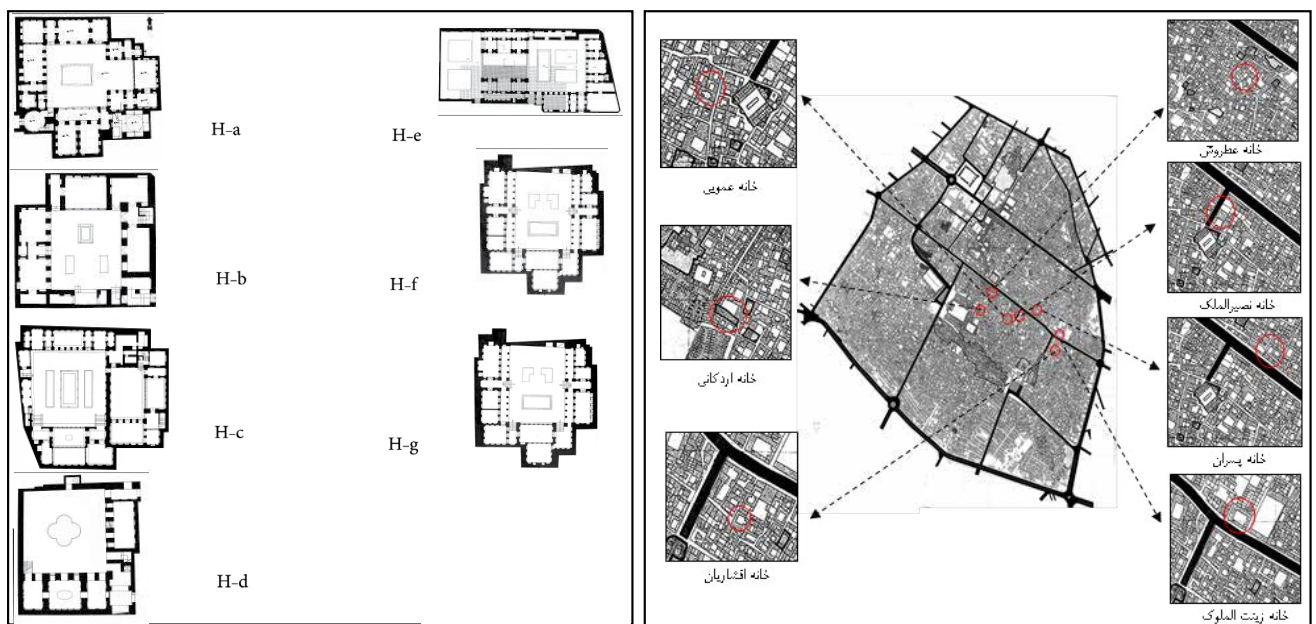 H-a
H-b
H-c
H-d
H-e
H-f
H-g
خانه عمویی
خانه اردکانی
خانه افشاریان
خانه عطروش
خانه نصیرالملک
خانه پسران
خانه زینت الملوک